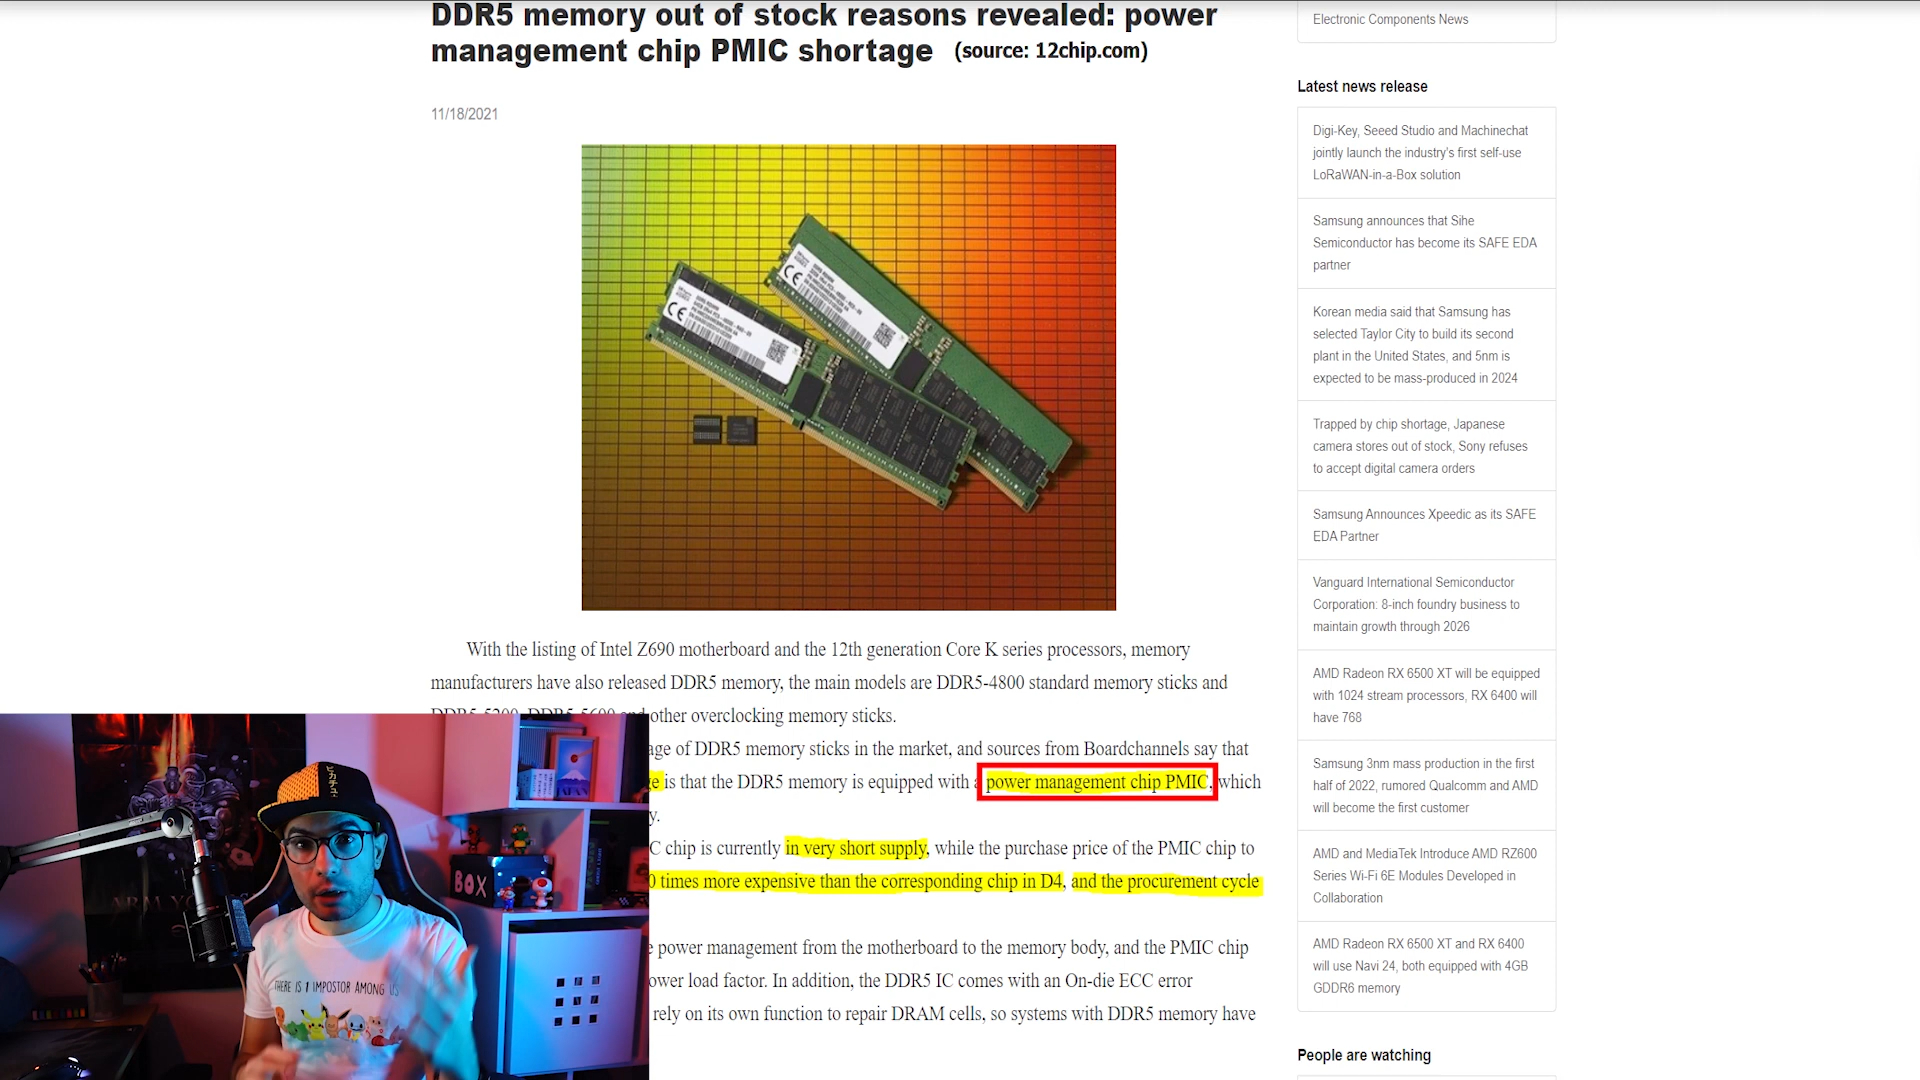 DDR5 memory out of stock reasons revealed: power
management chip PMIC shortage (source: 12chip.com)
11/18/2021
With the listing of Intel Z690 motherboard and the 12th generation Core K series processors, memory
manufacturers have also released DDR5 memory, the main models are DDR5-4800 standard memory sticks and
DDR5-5200, DDR5-5600 and other overclocking memory sticks.
age of DDR5 memory sticks in the market, and sources from Boardchannels say that
is that the DDR5 memory is equipped with a power management chip PMIC, which
y.
C chip is currently in very short supply, while the purchase price of the PMIC chip to
0 times more expensive than the corresponding chip in D4, and the procurement cycle
e power management from the motherboard to the memory body, and the PMIC chip
ower load factor. In addition, the DDR5 IC comes with an On-die ECC error
rely on its own function to repair DRAM cells, so systems with DDR5 memory have
Electronic Components News
Latest news release
Digi-Key, Seeed Studio and Machinechat
jointly launch the industry's first self-use
LoRaWAN-in-a-Box solution
Samsung announces that Sihe
Semiconductor has become its SAFE EDA
partner
Korean media said that Samsung has
selected Taylor City to build its second
plant in the United States, and 5nm is
expected to be mass-produced in 2024
Trapped by chip shortage, Japanese
camera stores out of stock, Sony refuses
to accept digital camera orders
Samsung Announces Xpeedic as its SAFE
EDA Partner
Vanguard International Semiconductor
Corporation: 8-inch foundry business to
maintain growth through 2026
AMD Radeon RX 6500 XT will be equipped
with 1024 stream processors, RX 6400 will
have 768
Samsung 3nm mass production in the first
half of 2022, rumored Qualcomm and AMD
will become the first customer
AMD and MediaTek Introduce AMD RZ600
Series Wi-Fi 6E Modules Developed in
Collaboration
AMD Radeon RX 6500 XT and RX 6400
will use Navi 24, both equipped with 4GB
GDDR6 memory
People are watching
ピカチュウ
BOX
THERE IS 1 IMPOSTOR AMONG US